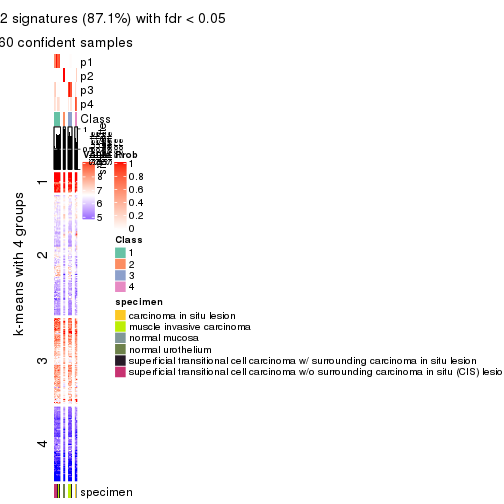 2 signatures (87.1%) with fdr < 0.05
60 confident samples
p1
p2
p3
p4
Class
1
Prob
8
7
6
5
1
0.8
0.6
0.4
0.2
0
Class
1
2
3
4
specimen
carcinoma in situ lesion
muscle invasive carcinoma
normal mucosa
normal urothelium
superficial transitional cell carcinoma w/ surrounding carcinoma in situ lesion
superficial transitional cell carcinoma w/o surrounding carcinoma in situ (CIS) lesio
k-means with 4 groups
1
2
3
4
specimen